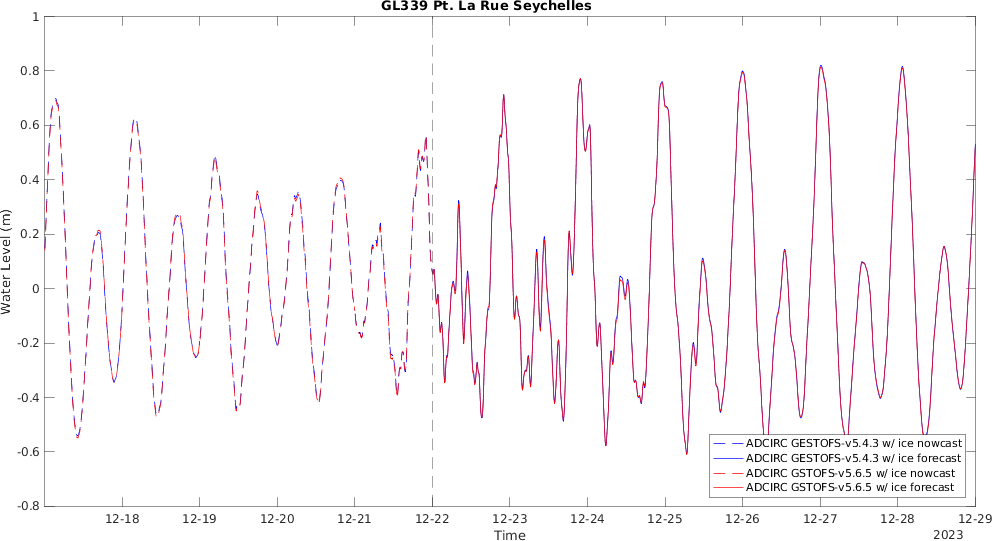 GL339 Pt. La Rue Seychelles
1
0.8
0.6
0.4
0.2
0
-0.2
-0.4
-0.6
-0.8
Water Level (m)
ADCIRC GESTOFS-v5.4.3 w/ ice nowcast
ADCIRC GESTOFS-v5.4.3 w/ ice forecast
ADCIRC GSTOFS-v5.6.5 w/ ice nowcast
ADCIRC GSTOFS-v5.6.5 w/ ice forecast
12-18 12-19 12-20 12-21 12-22 12-23 12-24 12-25 12-26 12-27 12-28 12-29
Time
2023